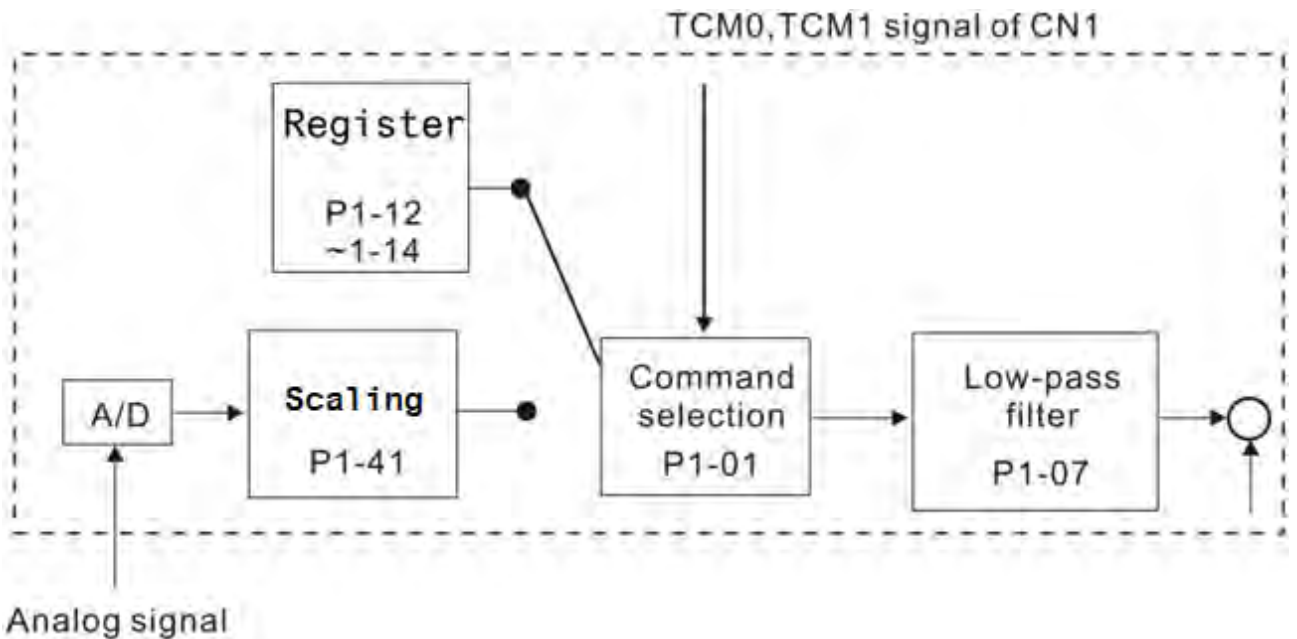 TCM0,TCM1 signal of CN1
Register
P1-12
~1-14
A/D
Scaling
P1-41
Command
selection
P1-01
Low-pass
filter
P1-07
Analog signal